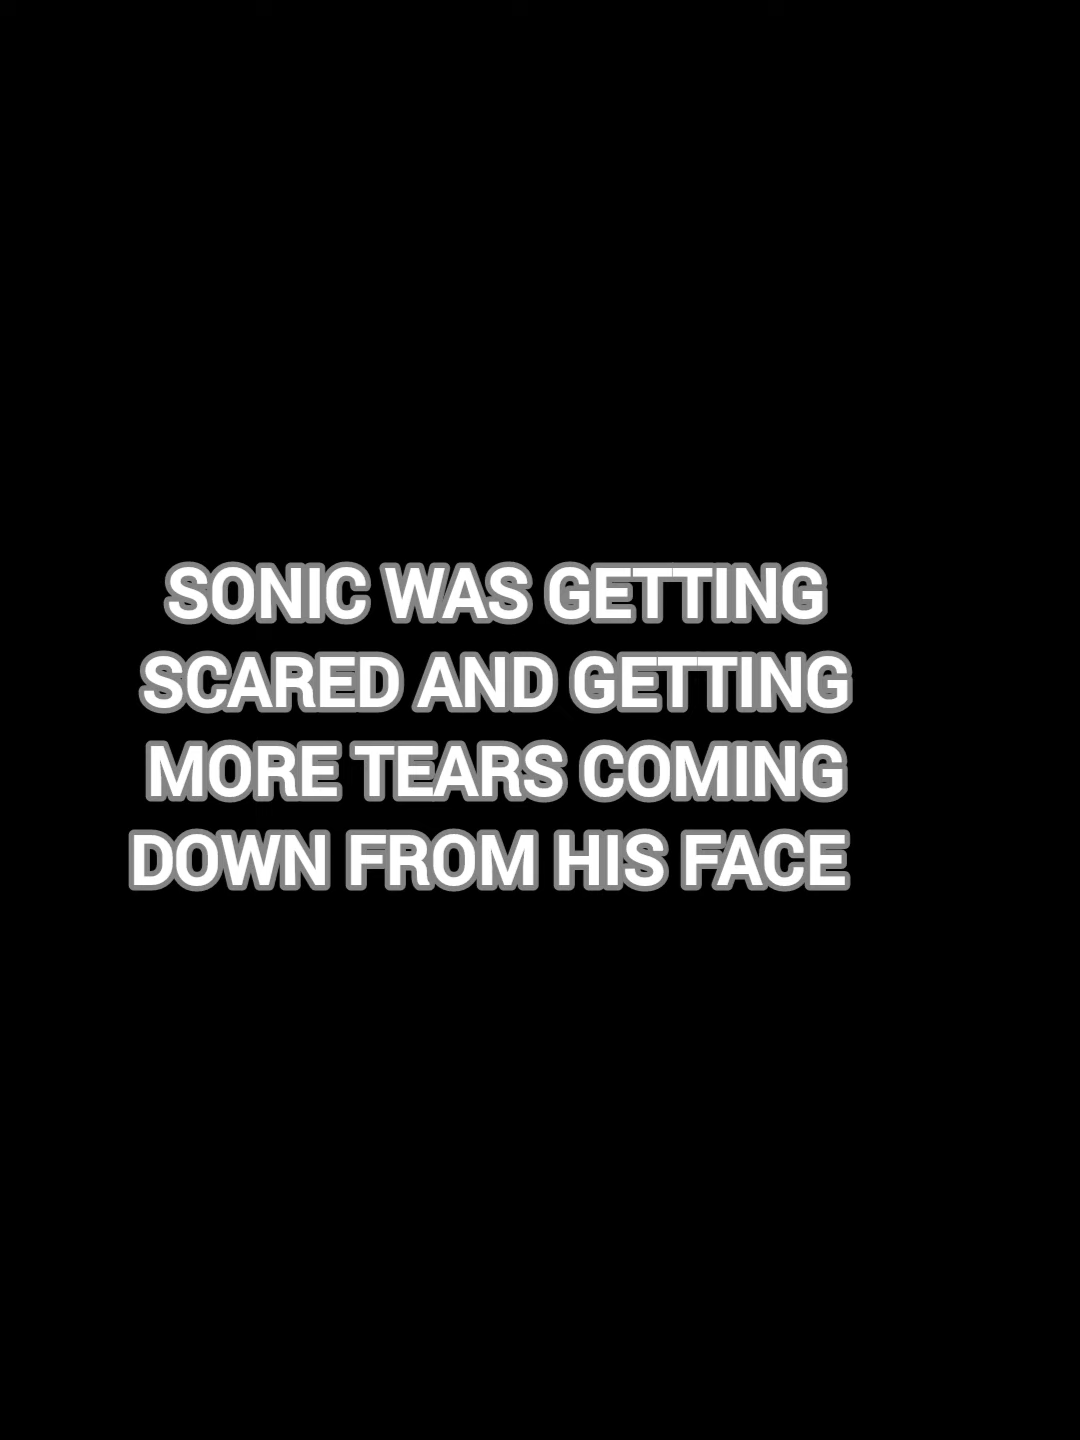 SONIC WAS GETTING
SCARED AND GETTING
MORE TEARS COMING
DOWN FROM HIS FACE